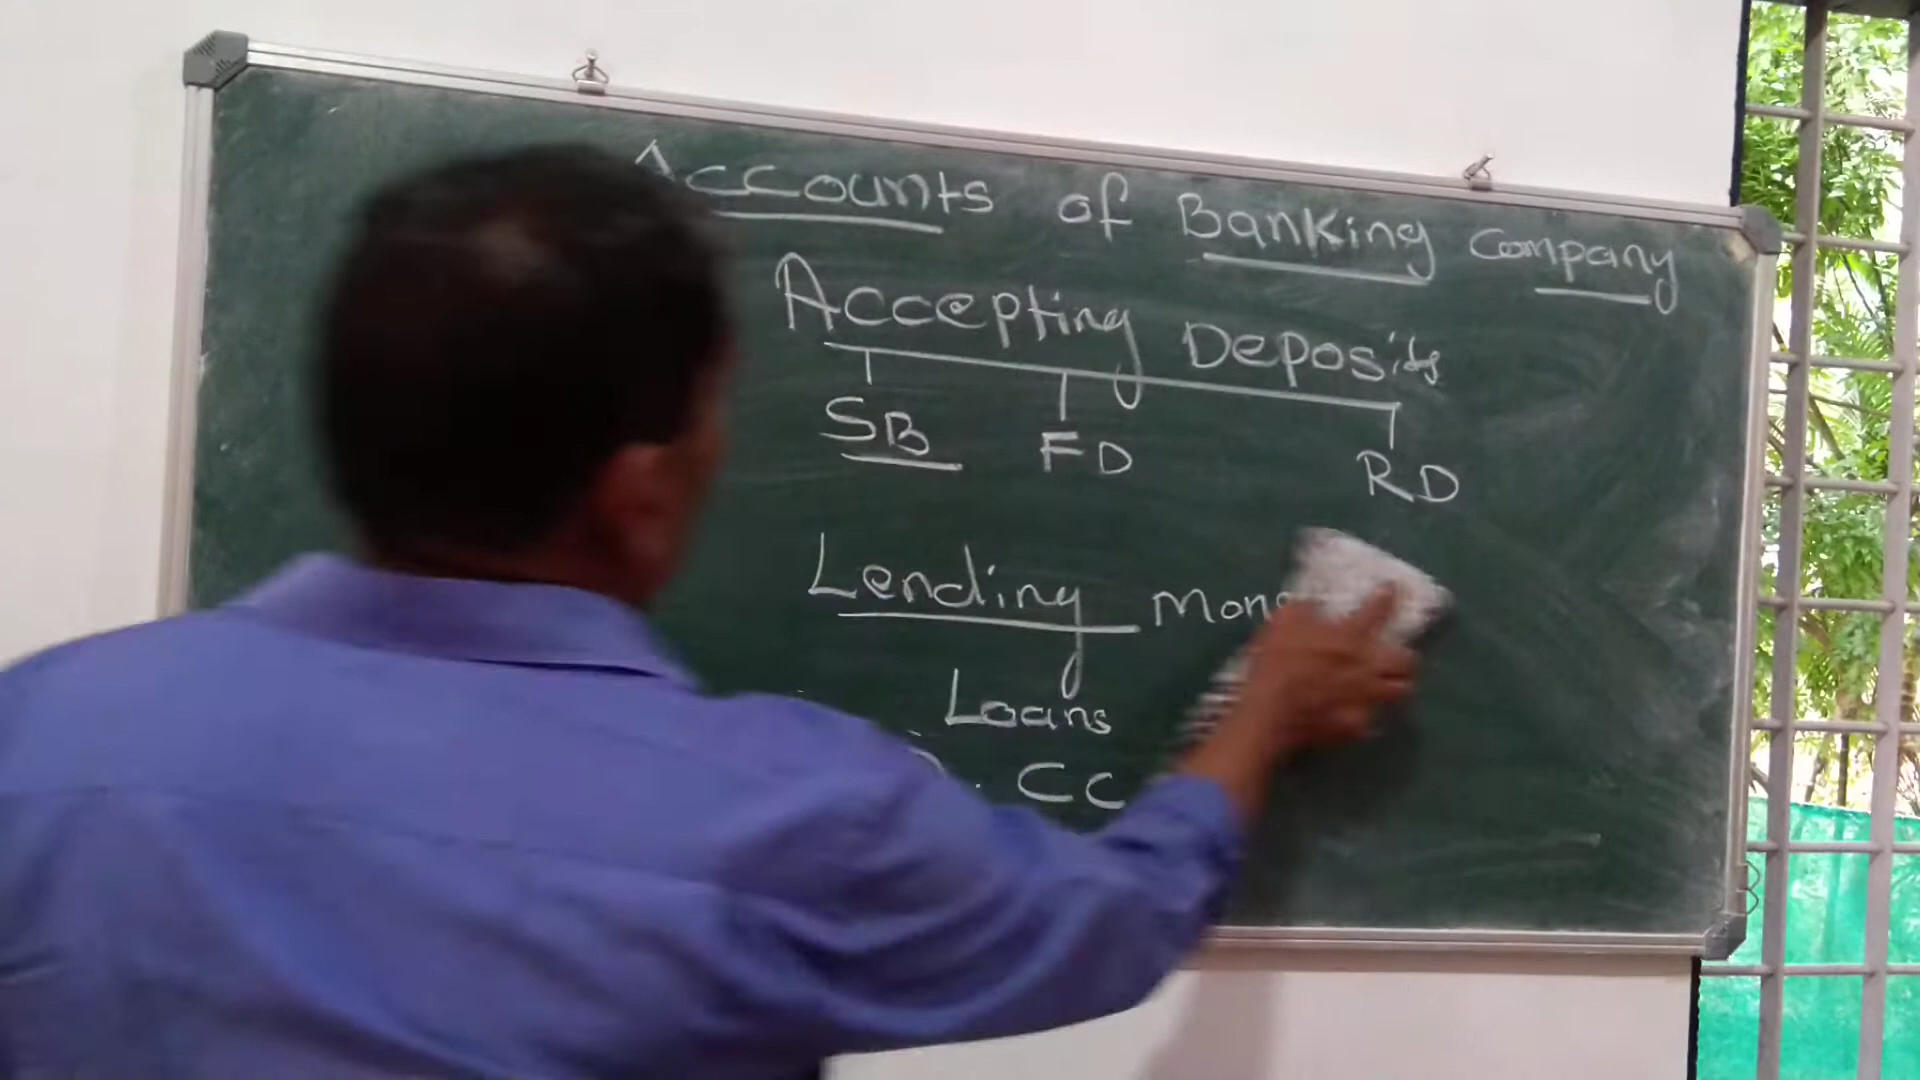 Accounts of Banking Company
Accepting Deposits
SB FD RD
Lending
Loans
CC